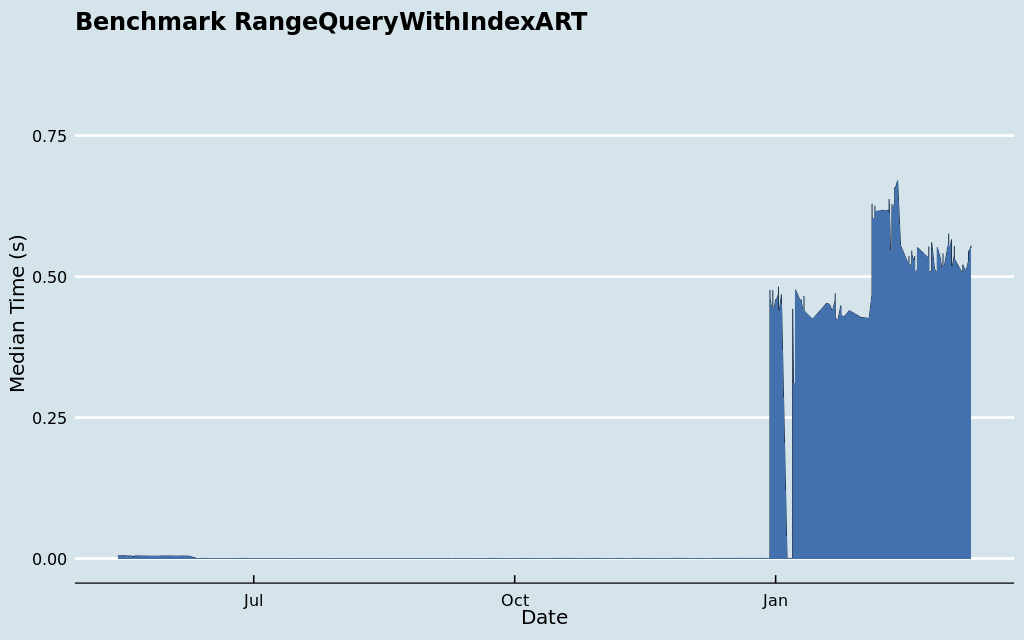 Benchmark RangeQueryWithIndexART
Median Time (s)
0.75
0.50
0.25
0.00
Jul
Oct
Jan
Date